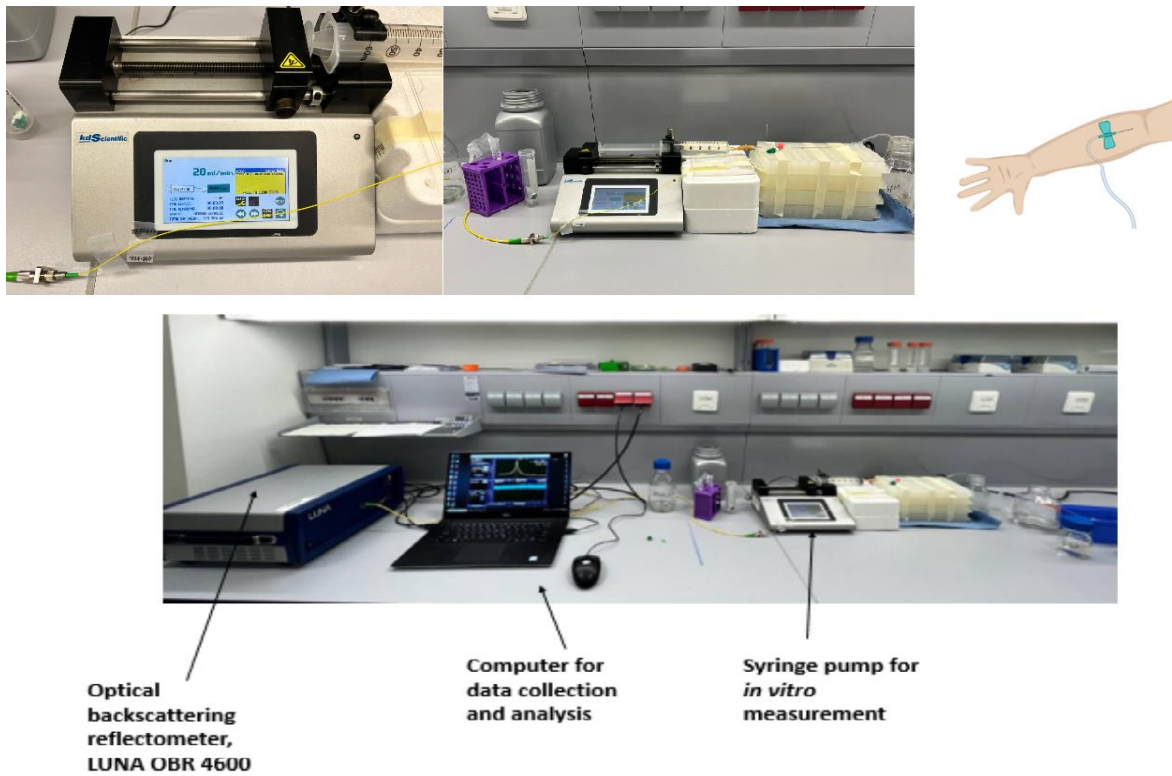 kdScientific
20 ml/min
LUNA
Optical
backscattering
reflectometer,
LUNA OBR 4600
Computer for
data collection
and analysis
Syringe pump for
in vitro
measurement